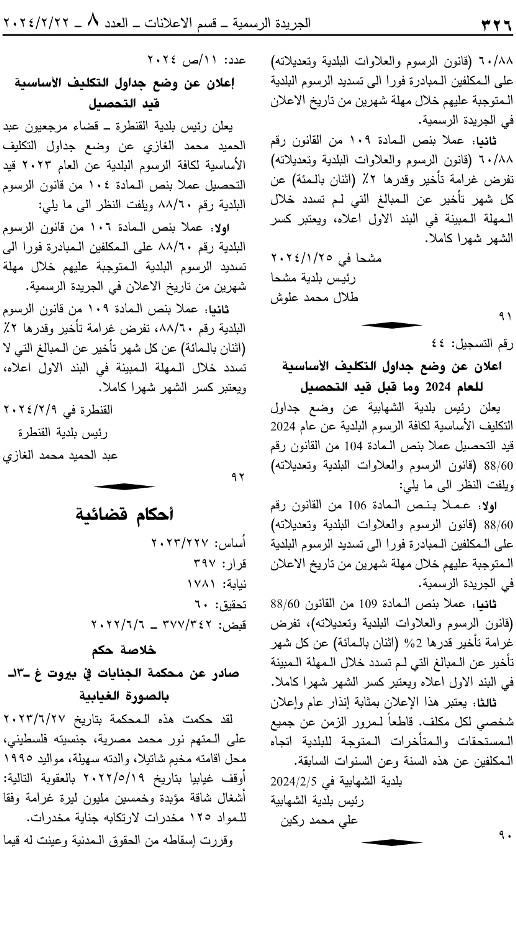 ٣٢٦
الجريدة الرسمية ــ قسم الاعلانات ــ العدد ٨ ــ ٢٠٢٤/٢/٢٢
٦٠/٨٨ (قانون الرسوم والعلاوات البلدية وتعديلاته)
على المكلفين المبادرة فورا الى تسديد الرسوم البلدية
المتوجبة عليهم خلال مهلة شهرين من تاريخ الاعلان
في الجريدة الرسمية.
ثانيا: عملا بنص المادة ١٠٩ من القانون رقم
٦٠/٨٨ (قانون الرسوم والعلاوات البلدية وتعديلاته)
نفرض غرامة تأخير وقدرها ٢٪ (اثنان بالمئة) عن
كل شهر تأخير عن المبالغ التي لم تسدد خلال
المهلة المبينة في البند الاول اعلاه، ويعتبر كسر
الشهر شهرا كاملا.
مشحا في ٢٠٢٤/١/٢٥
رئيس بلدية مشحا
طلال محمد علوش
٩١
رقم التسجيل: ٤٤
اعلان عن وضع جداول التكليف الأساسية
للعام 2024 وما قبل قيد التحصيل
يعلن رئيس بلدية الشهابية عن وضع جداول
التكليف الأساسية لكافة الرسوم البلدية عن عام 2024
قيد التحصيل عملا بنص المادة 104 من القانون رقم
88/60 (قانون الرسوم والعلاوات البلدية وتعديلاته)
ويلفت النظر الى ما يلي:
اولا: عملا بنص المادة 106 من القانون رقم
88/60 (قانون الرسوم والعلاوات البلدية وتعديلاته)
على المكلفين المبادرة فورا الى تسديد الرسوم البلدية
المتوجبة عليهم خلال مهلة شهرين من تاريخ الاعلان
في الجريدة الرسمية.
ثانيا: عملا بنص المادة 109 من القانون 88/60
(قانون الرسوم والعلاوات البلدية وتعديلاته)، تفرض
غرامة تأخير قدرها 2% (اثنان بالمائة) عن كل شهر
تأخير عن المبالغ التي لم تسدد خلال المهلة المبينة
في البند الاول اعلاه ويعتبر كسر الشهر شهرا كاملا.
ثالثا: يعتبر هذا الإعلان بمثابة إنذار عام وإعلان
شخصي لكل مكلف. قاطعاً لمرور الزمن عن جميع
المستحقات والمتأخرات المتوجة للبلدية اتجاه
المكلفين عن هذه السنة وعن السنوات السابقة.
بلدية الشهابية في 2024/2/5
رئيس بلدية الشهابية
علي محمد ركين
٩٠
عدد: ١١/ص ٢٠٢٤
إعلان عن وضع جداول التكليف الأساسية
قيد التحصيل
يعلن رئيس بلدية القنطرة ــ قضاء مرجعيون عبد
الحميد محمد الغازي عن وضع جداول التكليف
الأساسية لكافة الرسوم البلدية عن العام ٢٠٢٣ قيد
التحصيل عملا بنص المادة ١٠٤ من قانون الرسوم
البلدية رقم ٨٨/٦٠ ويلفت النظر الى ما يلي:
اولا: عملا بنص المادة ١٠٦ من قانون الرسوم
البلدية رقم ٨٨/٦٠ على المكلفين المبادرة فورا الى
تسديد الرسوم البلدية المتوجبة عليهم خلال مهلة
شهرين من تاريخ الاعلان في الجريدة الرسمية.
ثانيا: عملا بنص المادة ١٠٩ من قانون الرسوم
البلدية رقم ٨٨/٦٠، تفرض غرامة تأخير وقدرها ٢٪
(اثنان بالمائة) عن كل شهر تأخير عن المبالغ التي لا
تسدد خلال المهلة المبينة في البند الاول اعلاه،
ويعتبر كسر الشهر شهرا كاملا.
القنطرة في ٢٠٢٤/٢/٩
رئيس بلدية القنطرة
عبد الحميد محمد الغازي
٩٢
أحكام قضائية
أساس: ٢٠٢٣/٢٢٧
قرار: ٣٩٧
نيابة: ١٧٨١
تحقيق: ٦٠
قبض: ٣٧٧/٣٤٢ ــ ٢٠٢٢/٦/٦
خلاصة حكم
صادر عن محكمة الجنايات في بيروت غ ــ١٣ــ
بالصورة الغيابية
لقد حكمت هذه المحكمة بتاريخ ٢٠٢٣/٦/٢٧
على المتهم نور محمد مصرية، جنسيته فلسطيني،
محل اقامته مخيم شاتيلا، والدته سهيلة، مواليد ١٩٩٥
أوقف غيابيا بتاريخ ٢٠٢٢/٥/١٩ بالعقوبة التالية:
أشغال شاقة مؤبدة وخمسين مليون ليرة غرامة وفقا
للمواد ١٢٥ مخدرات لارتكابه جناية مخدرات.
وقررت إسقاطه من الحقوق المدنية وعينت له قيما